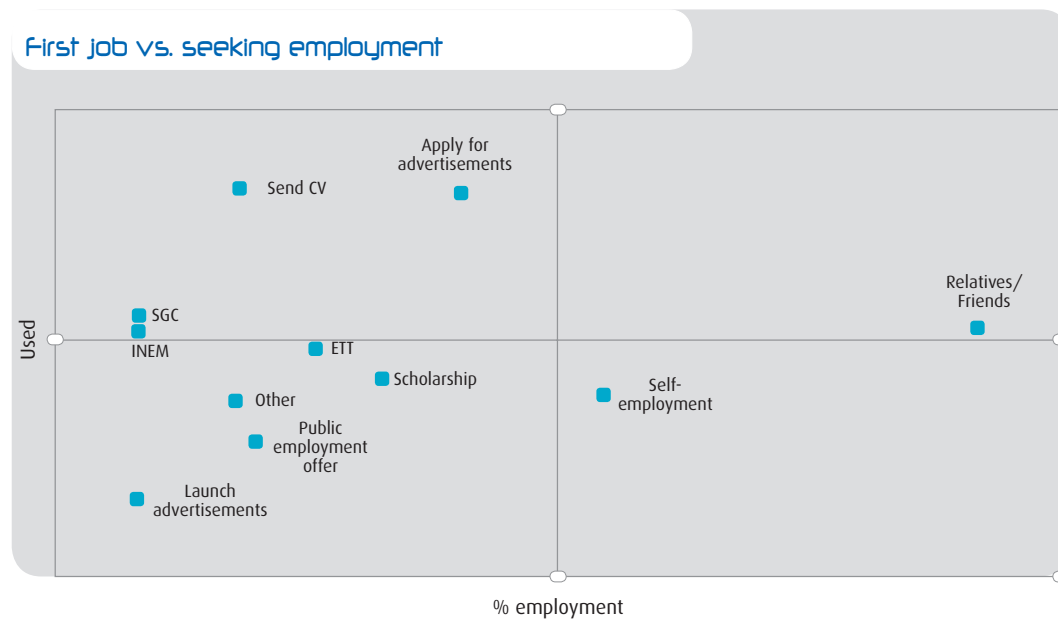 First job vs. seeking employment
Apply for
advertisements
Send CV
Relatives/
Friends
SGC
Used
INEM
ETT
Scholarship
Self-
employment
Other
Public
employment
offer
Launch
advertisements
% employment